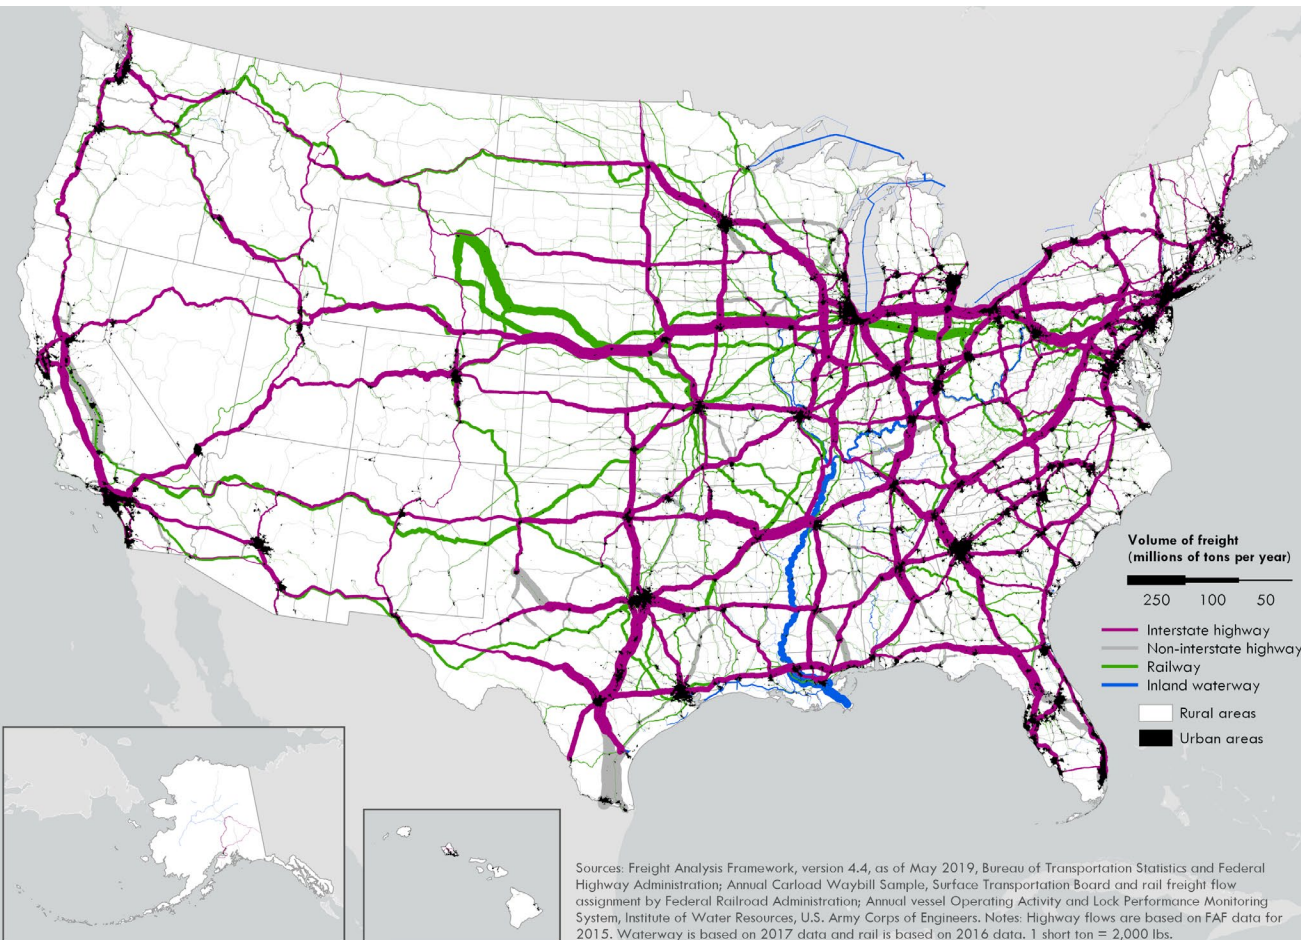 Volume of freight
(millions of tons per year)
250 100 50
Interstate highway
Non-interstate highway
Railway
Inland waterway
Rural areas
Urban areas
Sources: Freight Analysis Framework, version 4.4, as of May 2019, Bureau of Transportation Statistics and Federal
Highway Administration; Annual Carload Waybill Sample, Surface Transportation Board and rail freight flow
assignment by Federal Railroad Administration; Annual vessel Operating Activity and Lock Performance Monitoring
System, Institute of Water Resources, U.S. Army Corps of Engineers. Notes: Highway flows are based on FAF data for
2015. Waterway is based on 2017 data and rail is based on 2016 data. 1 short ton = 2,000 lbs.